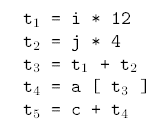 t₁ = i * 12
t₂ = j * 4
t₃ = t₁ + t₂
t₄ = a [ t₃ ]
t₅ = c + t₄